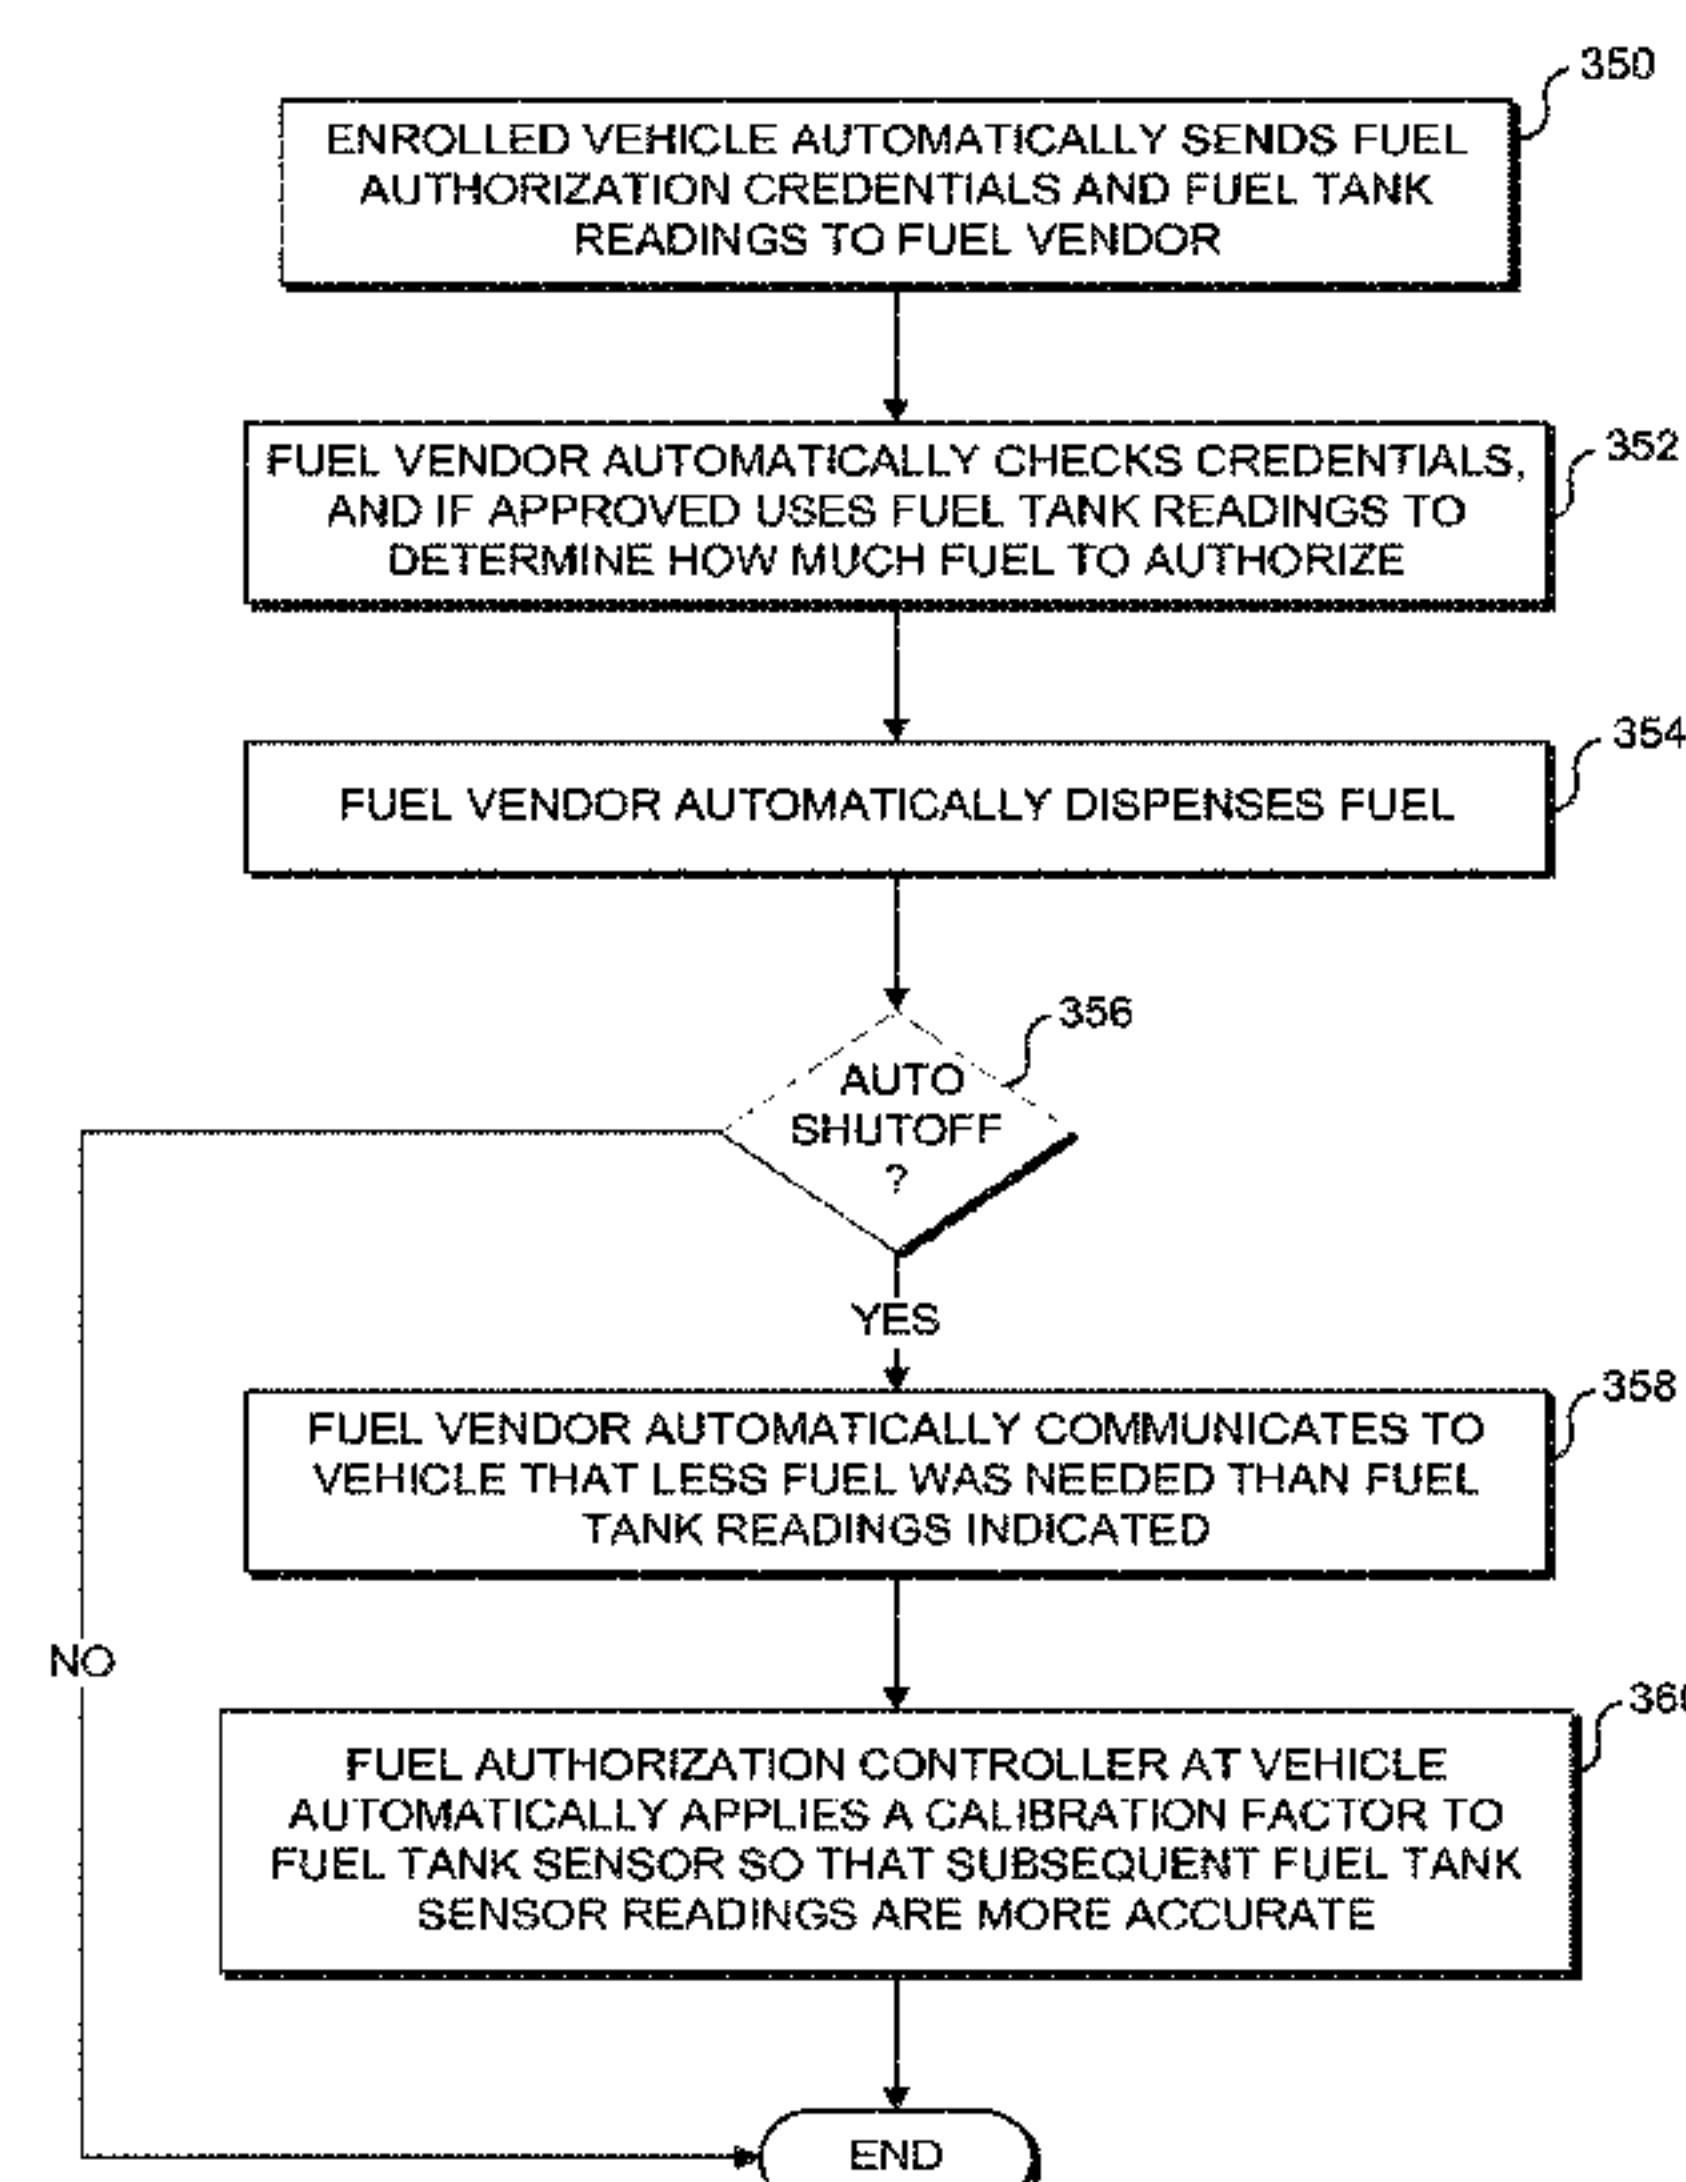 350
ENROLLED VEHICLE AUTOMATICALLY SENDS FUEL
AUTHORIZATION CREDENTIALS AND FUEL TANK
READINGS TO FUEL VENDOR
352
FUEL VENDOR AUTOMATICALLY CHECKS CREDENTIALS,
AND IF APPROVED USES FUEL TANK READINGS TO
DETERMINE HOW MUCH FUEL TO AUTHORIZE
354
FUEL VENDOR AUTOMATICALLY DISPENSES FUEL
356
AUTO
SHUTOFF
?
YES
358
FUEL VENDOR AUTOMATICALLY COMMUNICATES TO
VEHICLE THAT LESS FUEL WAS NEEDED THAN FUEL
TANK READINGS INDICATED
NO
FUEL AUTHORIZATION CONTROLLER AT VEHICLE
AUTOMATICALLY APPLIES A CALIBRATION FACTOR TO
FUEL TANK SENSOR SO THAT SUBSEQUENT FUEL TANK
SENSOR READINGS ARE MORE ACCURATE
END